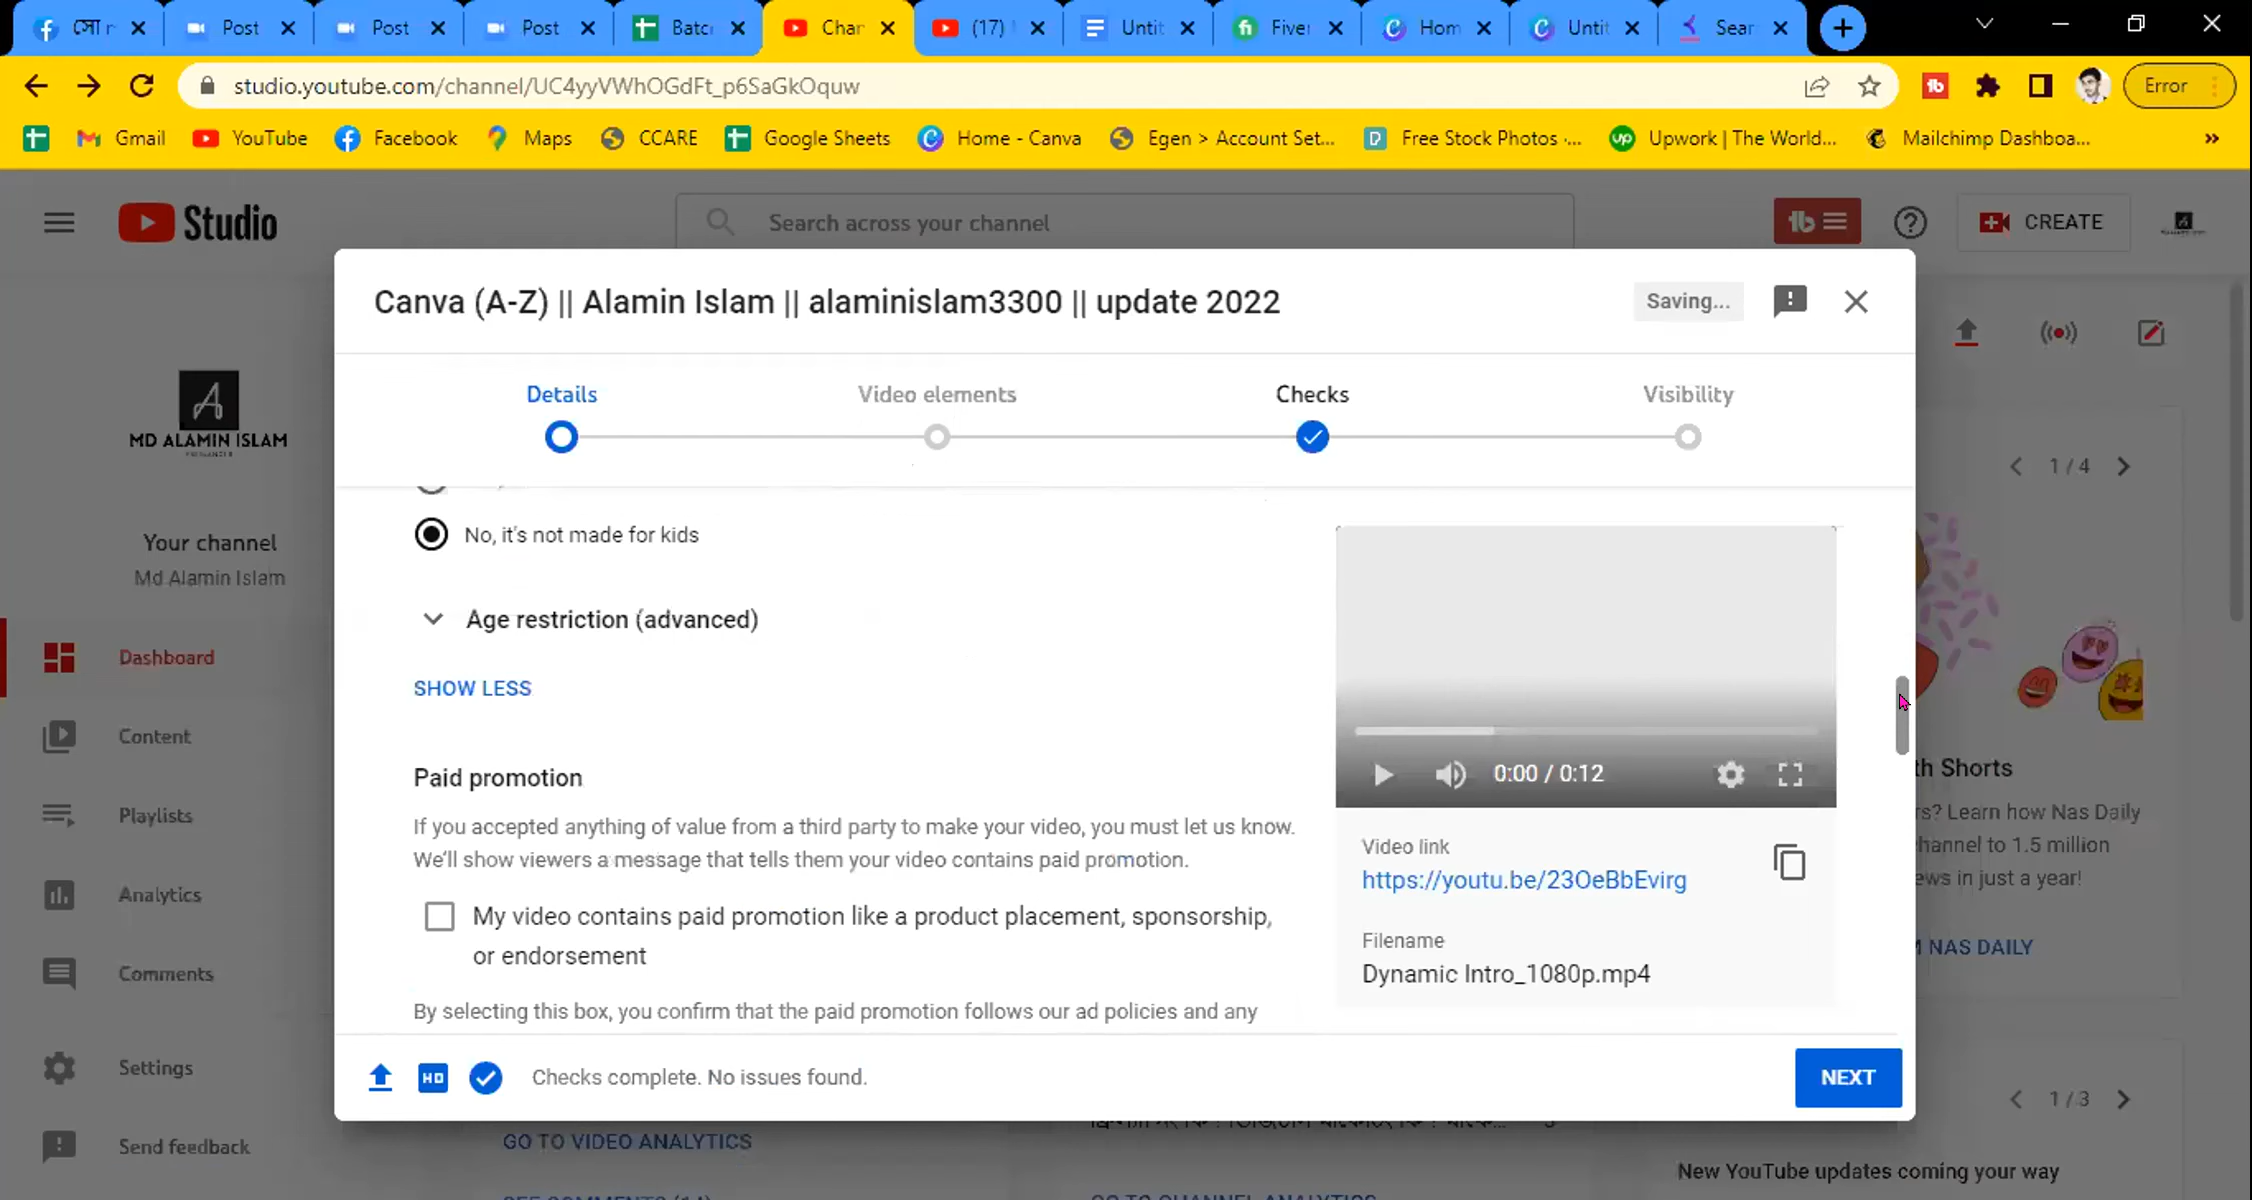 সো
Post
Post
Post
Batc
Char
(17)
Untit
Fiver
Hom
Untit
Sear
studio.youtube.com/channel/UC4yyVWhOGdFt_p6SaGkOquw
Error
Gmail
YouTube
Facebook
Maps
CCARE
Google Sheets
Home - Canva
Egen > Account Set...
Free Stock Photos ·...
Upwork | The World...
Mailchimp Dashboa...
»
Studio
Search across your channel
CREATE
Canva (A-Z) || Alamin Islam || alaminislam3300 || update 2022
Saving...
Details
Video elements
Checks
Visibility
MD ALAMIN ISLAM
1 / 4
Your channel
Md Alamin Islam
No, it's not made for kids
Age restriction (advanced)
SHOW LESS
Dashboard
Content
Playlists
Analytics
Comments
Settings
Send feedback
Paid promotion
If you accepted anything of value from a third party to make your video, you must let us know.
We'll show viewers a message that tells them your video contains paid promotion.
My video contains paid promotion like a product placement, sponsorship,
or endorsement
By selecting this box, you confirm that the paid promotion follows our ad policies and any
0:00 / 0:12
Video link
https://youtu.be/23OeBbEvirg
Filename
Dynamic Intro_1080p.mp4
th Shorts
rs? Learn how Nas Daily
hannel to 1.5 million
ews in just a year!
M NAS DAILY
HD
Checks complete. No issues found.
NEXT
1 / 3
GO TO VIDEO ANALYTICS
New YouTube updates coming your way